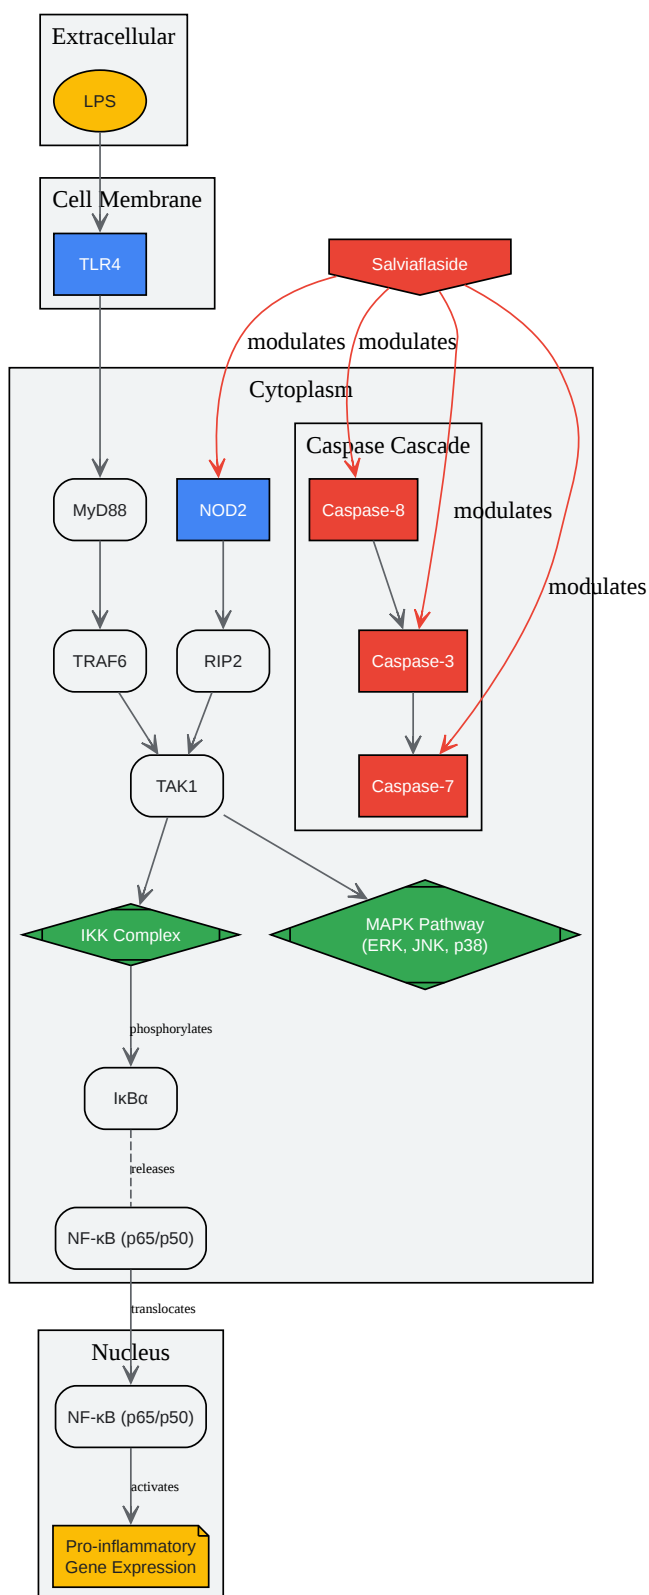 Extracellular
LPS
Cell Membrane
TLR4
Salviaflaside
modulates
modulates
Cytoplasm
Caspase Cascade
MyD88
NOD2
Caspase-8
modulates
modulates
TRAF6
RIP2
Caspase-3
TAK1
Caspase-7
IKK Complex
MAPK Pathway
(ERK, JNK, p38)
phosphorylates
IκBα
releases
NF-κB (p65/p50)
translocates
Nucleus
NF-κB (p65/p50)
activates
Pro-inflammatory
Gene Expression